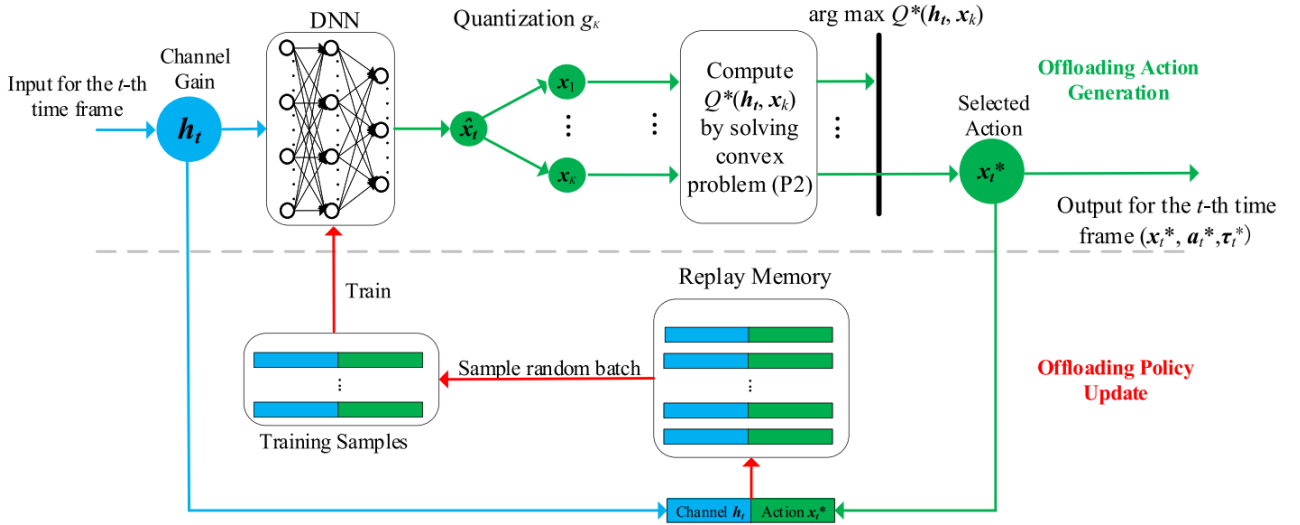 DNN
Quantization g_K
arg max Q*(h_t, x_k)
Input for the t-th
time frame
Channel
Gain
h_t
x̂_t
x_1
⋮
x_K
⋮
Compute
Q*(h_t, x_k)
by solving
convex
problem (P2)
⋮
Selected
Action
x_t*
Offloading Action
Generation
Output for the t-th time
frame (x_t*, a_t*,τ_t*)
Train
Replay Memory
⋮
Sample random batch
⋮
Training Samples
Offloading Policy
Update
Channel h_t
Action x_t*